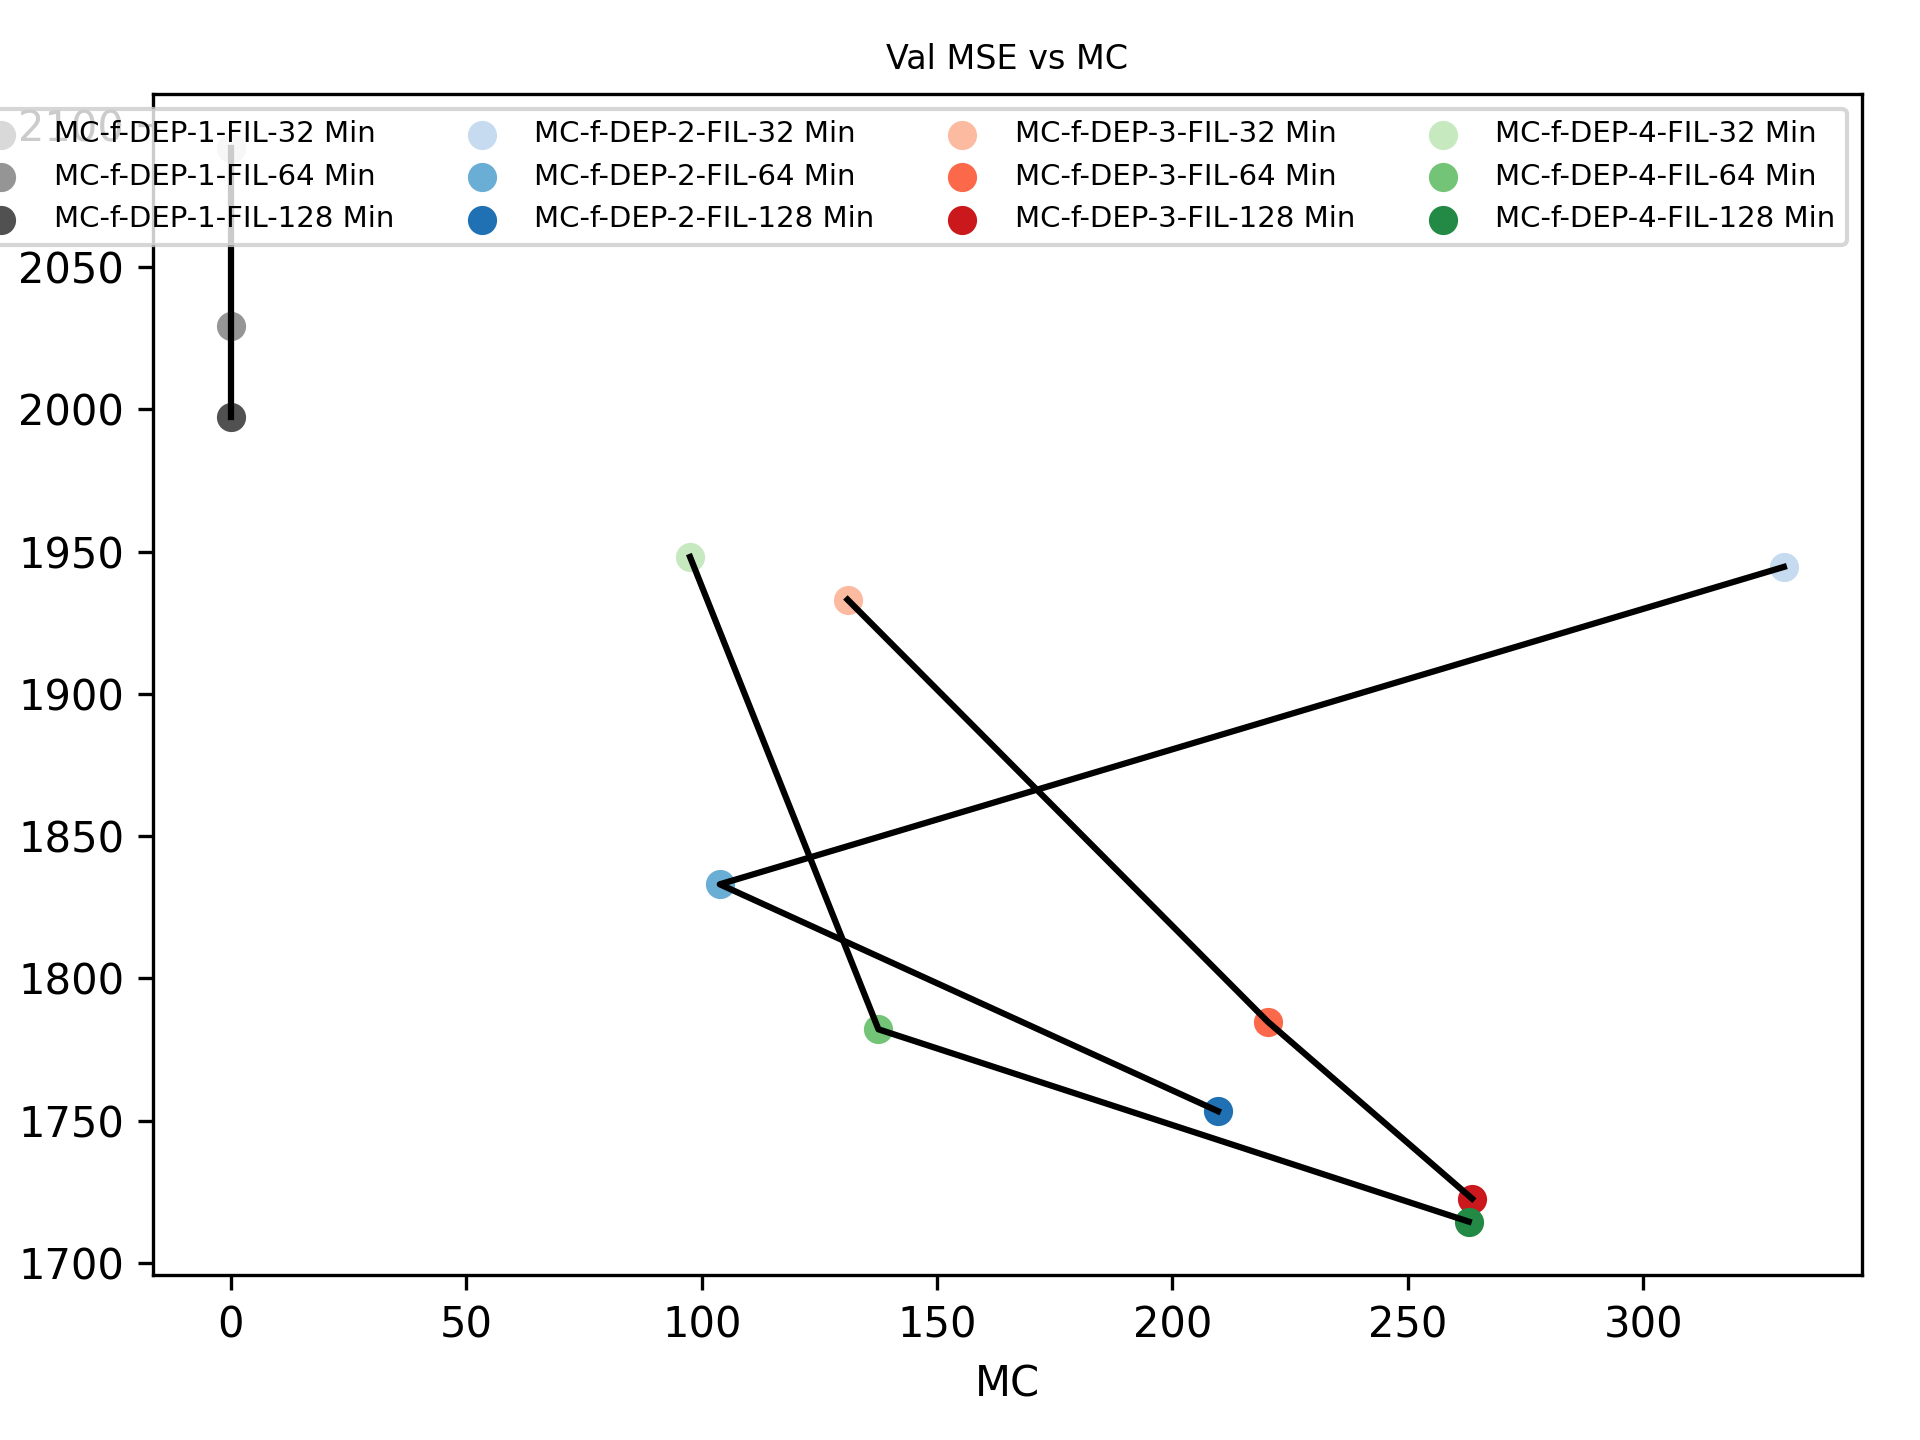 Val MSE vs MC
2100
MC-f-DEP-1-FIL-32 Min MC-f-DEP-2-FIL-32 Min MC-f-DEP-3-FIL-32 Min MC-f-DEP-4-FIL-32 Min
MC-f-DEP-1-FIL-64 Min MC-f-DEP-2-FIL-64 Min MC-f-DEP-3-FIL-64 Min MC-f-DEP-4-FIL-64 Min
MC-f-DEP-1-FIL-128 Min MC-f-DEP-2-FIL-128 Min MC-f-DEP-3-FIL-128 Min MC-f-DEP-4-FIL-128 Min
2050
2000
1950
1900
1850
1800
1750
1700
0 50 100 150 200 250 300
MC